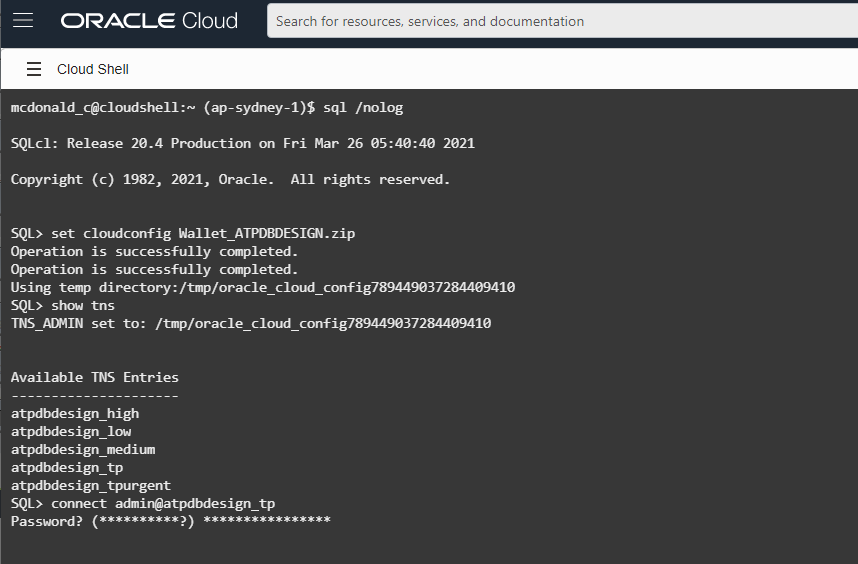 ORACLE Cloud
Search for resources, services, and documentation
Cloud Shell
mcdonald_c@cloudshell:~ (ap-sydney-1)$ sql /nolog
SQLcl: Release 20.4 Production on Fri Mar 26 05:40:40 2021
Copyright (c) 1982, 2021, Oracle.  All rights reserved.
SQL> set cloudconfig Wallet_ATPDBDESIGN.zip
Operation is successfully completed.
Operation is successfully completed.
Using temp directory:/tmp/oracle_cloud_config789449037284409410
SQL> show tns
TNS_ADMIN set to: /tmp/oracle_cloud_config789449037284409410
Available TNS Entries
---------------------
atpdbdesign_high
atpdbdesign_low
atpdbdesign_medium
atpdbdesign_tp
atpdbdesign_tpurgent
SQL> connect admin@atpdbdesign_tp
Password? (**********?) ****************